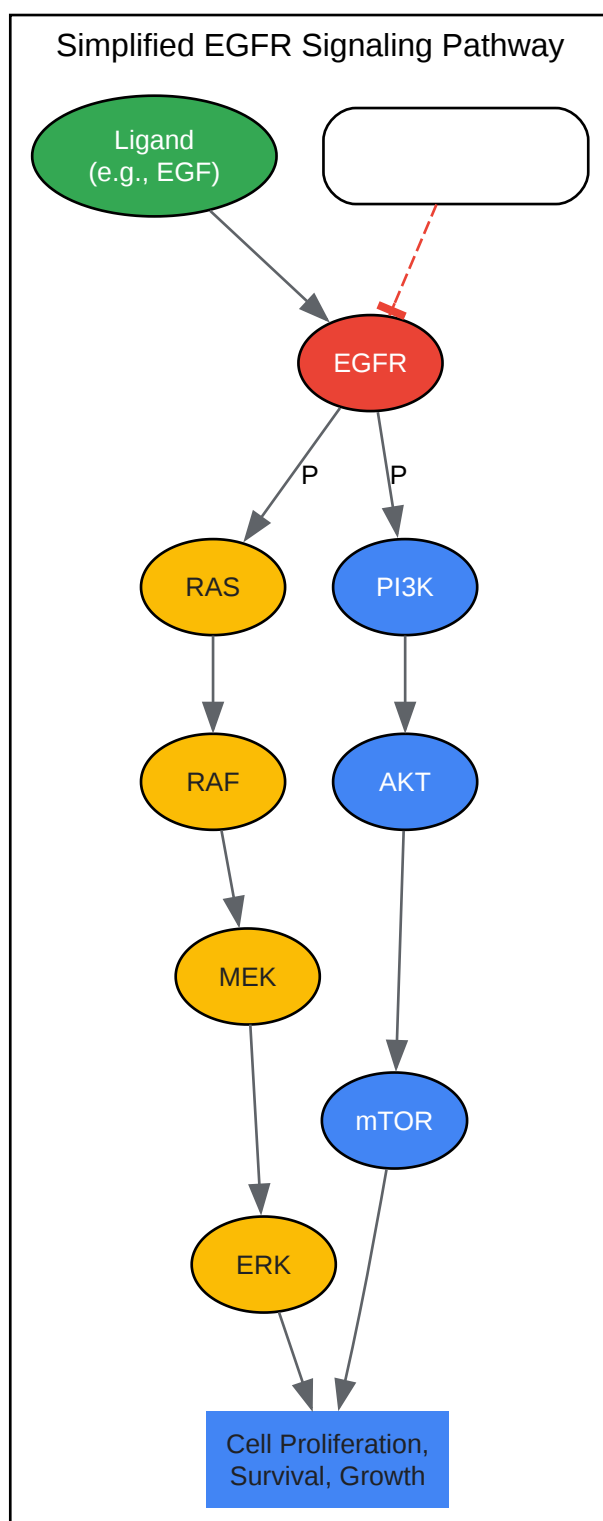 Simplified EGFR Signaling Pathway
Ligand
(e.g., EGF)
EGFR
P
P
RAS
PI3K
RAF
AKT
MEK
mTOR
ERK
Cell Proliferation,
Survival, Growth